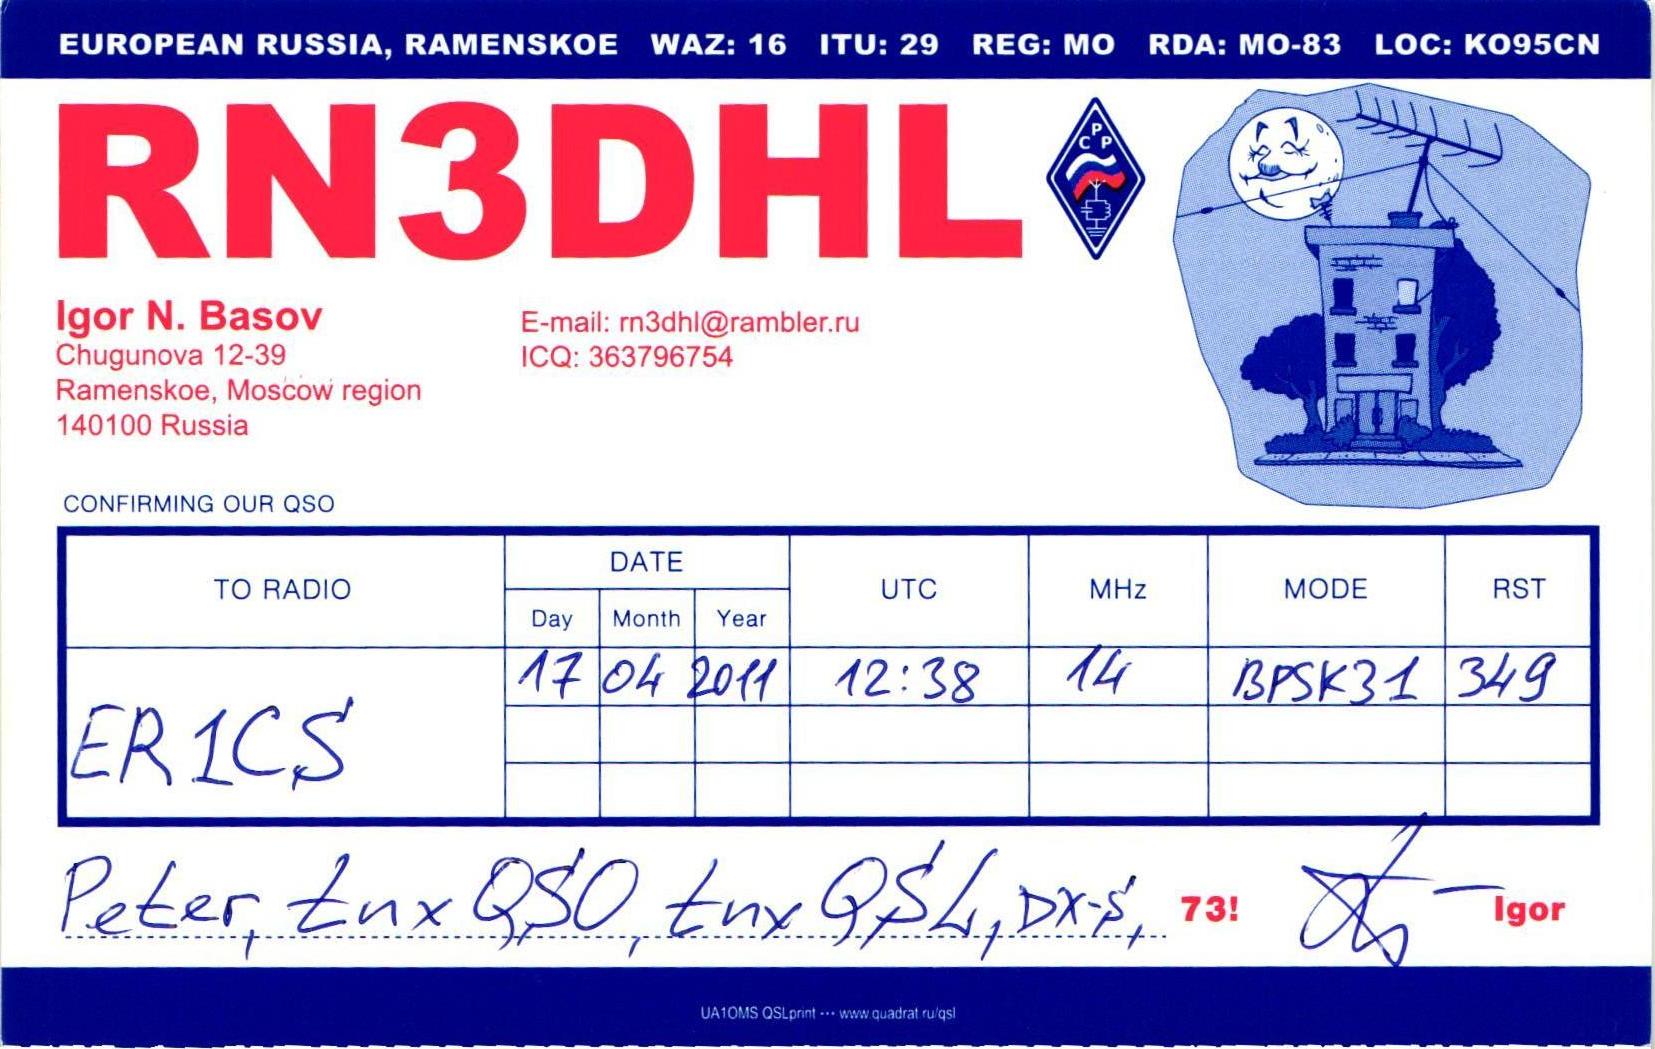 EUROPEAN RUSSIA, RAMENSKOE WAZ: 16 ITU: 29 REG: MO RDA: MO-83 LOC: KO95CN
RN3DHL
СРР
Igor N. Basov
Chugunova 12-39
Ramenskoe, Moscow region
140100 Russia
E-mail: rn3dhl@rambler.ru
ICQ: 363796754
CONFIRMING OUR QSO
TO RADIO DATE UTC MHz MODE RST
Day Month Year
17 04 2011 12:38 14 BPSK31 349
ER1CS
Peter, tnx QSO, tnx QSL, DX-s, 73! Igor
UA1OMS QSLprint ··· www.quadrat.ru/qsl